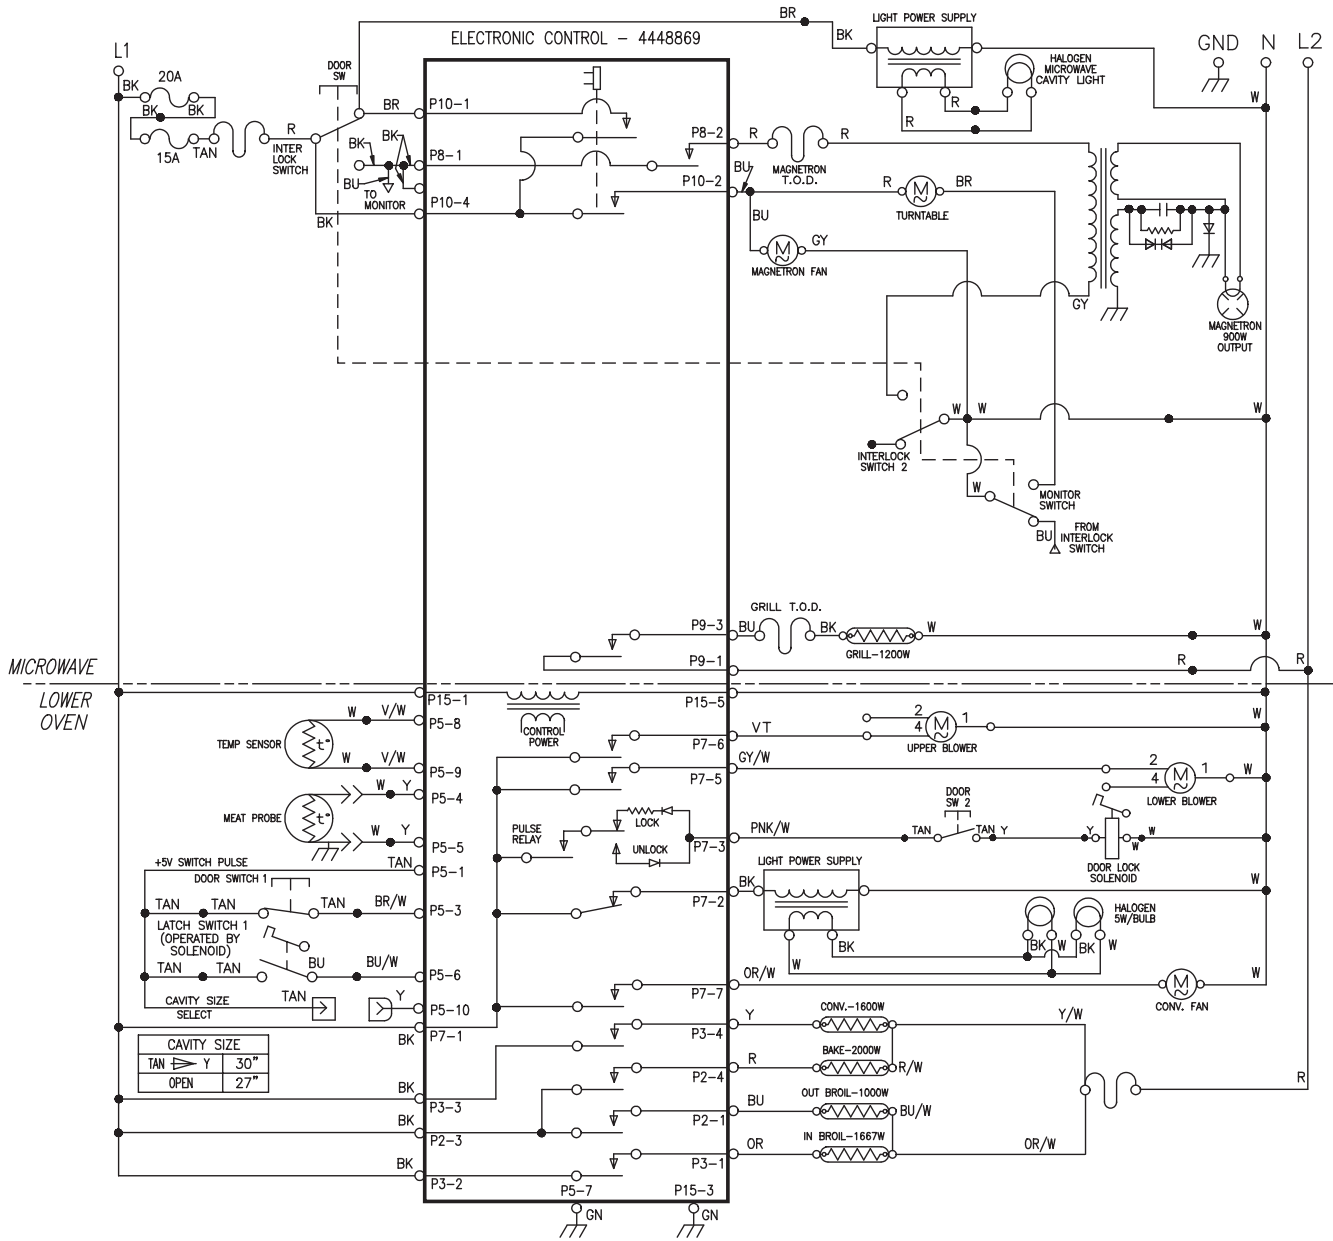 ELECTRONIC CONTROL – 4448869
BR
LIGHT POWER SUPPLY
BK
L1
DOOR
SW
20A
BK
BK BK
15A
TAN
R
INTER
LOCK
SWITCH
BR
BK
BK
BU
TO
MONITOR
BK
P10-1
P8-1
P10-4
P8-2
P10-2
R
R
MAGNETRON
T.O.D.
BU
BU
R
BR
TURNTABLE
GY
MAGNETRON FAN
R
R
HALOGEN
MICROWAVE
CAVITY LIGHT
GND
N
L2
W
GY
MAGNETRON
900W
OUTPUT
W W
W
INTERLOCK
SWITCH 2
W
MONITOR
SWITCH
BU
FROM
INTERLOCK
SWITCH
GRILL T.O.D.
P9-3
BU
BK
GRILL-1200W
W
W
P9-1
R
R
MICROWAVE
LOWER
OVEN
P15-1
P15-5
CONTROL
POWER
W
V/W
P5-8
TEMP SENSOR
t°
W
V/W
P5-9
W
Y
P5-4
MEAT PROBE
t°
W
Y
P5-5
P7-6
VT
2
4
1
UPPER BLOWER
W
P7-5
GY/W
2
4
1
LOWER BLOWER
W
PULSE
RELAY
LOCK
UNLOCK
P7-3
PNK/W
DOOR
SW 2
TAN
TAN
Y
Y
W
W
DOOR LOCK
SOLENOID
+5V SWITCH PULSE
TAN
P5-1
DOOR SWITCH 1
TAN
TAN
TAN
BR/W
P5-3
LATCH SWITCH 1
(OPERATED BY
SOLENOID)
TAN
TAN
BU
BU/W
P5-6
CAVITY SIZE
SELECT
TAN
Y
P5-10
P7-2
BK
LIGHT POWER SUPPLY
W
HALOGEN
5W/BULB
BK
W
BK
W
BK
W
P7-7
OR/W
CONV. FAN
W
BK
P7-1
CAVITY SIZE
TAN Y 30"
OPEN 27"
P3-4
Y
CONV.-1600W
Y/W
P2-4
R
BAKE-2000W
R/W
R
BK
P3-3
P2-1
BU
OUT BROIL-1000W
BU/W
BK
P2-3
P3-1
OR
IN BROIL-1667W
OR/W
BK
P3-2
P5-7
P15-3
GN
GN